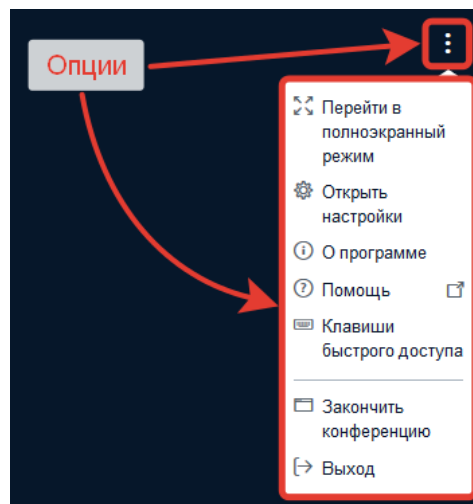 Опции
Перейти в
полноэкранный
режим
Открыть
настройки
О программе
Помощь
Клавиши
быстрого доступа
Закончить
конференцию
Выход